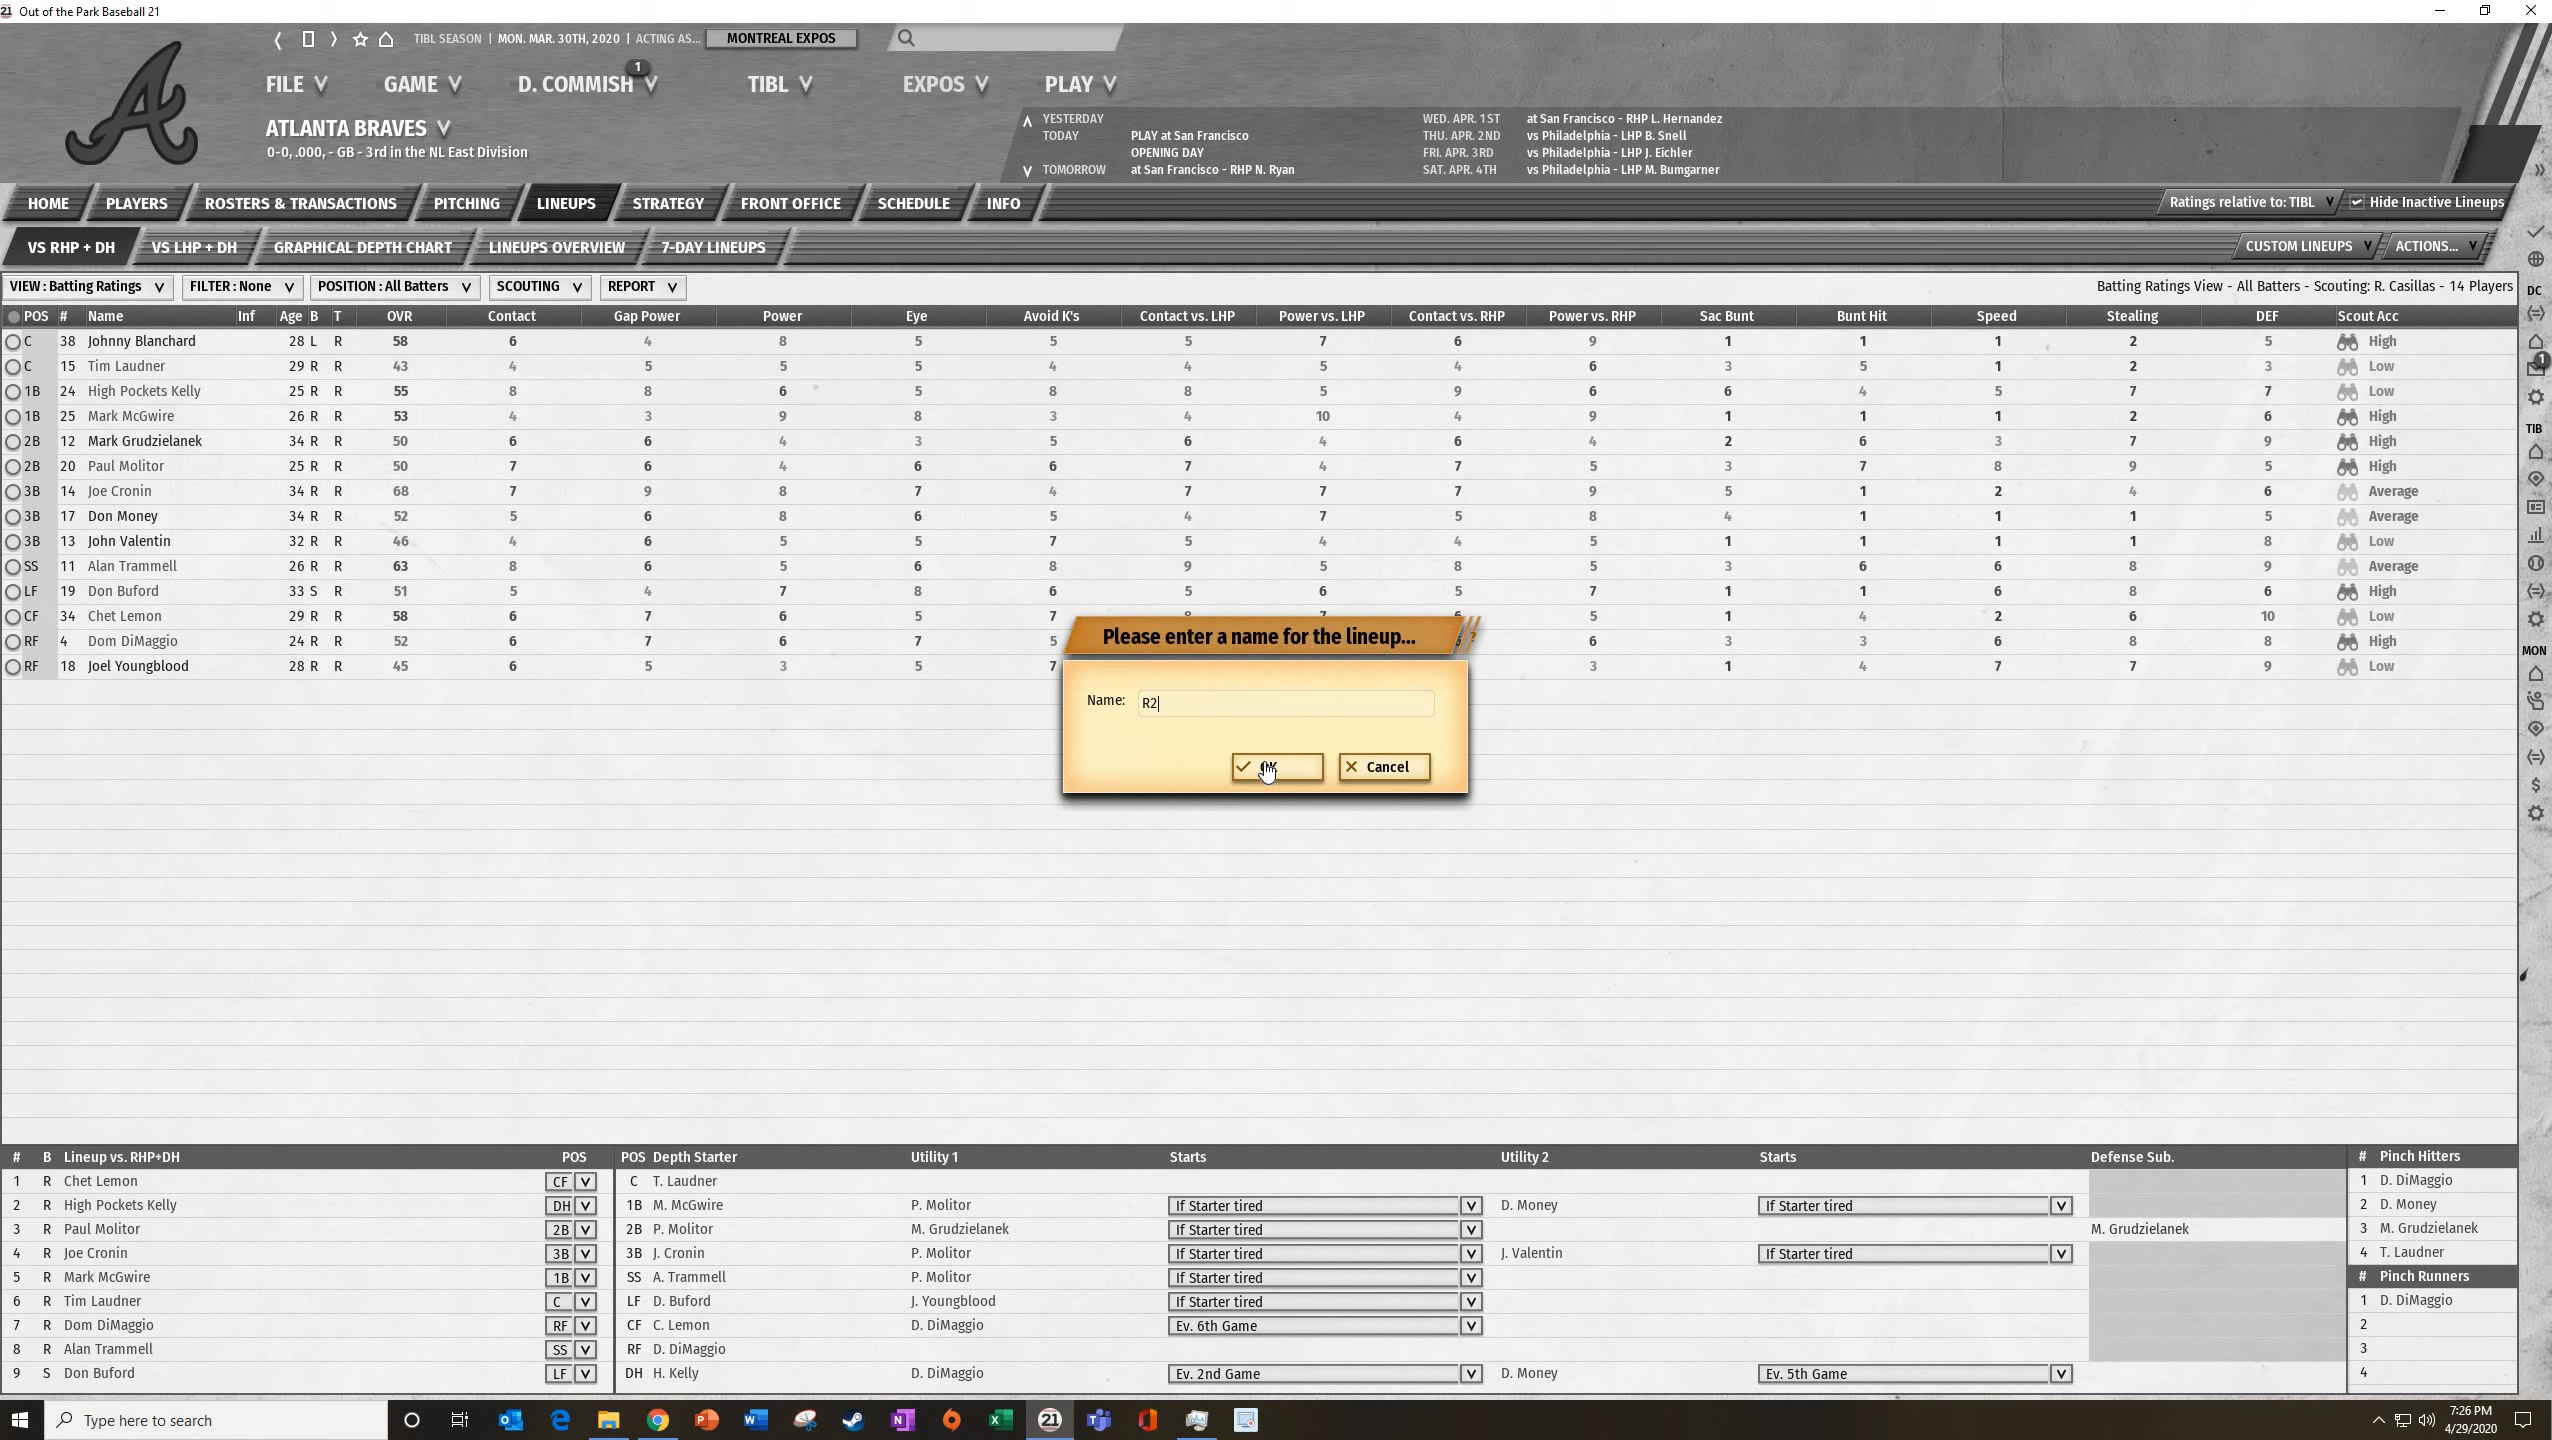 Out of the Park Baseball 21
TIBL SEASON | MON. MAR. 30TH, 2020 | ACTING AS... MONTREAL EXPOS
1
FILE GAME D. COMMISH TIBL EXPOS PLAY
ATLANTA BRAVES
0-0, .000, - GB - 3rd in the NL East Division
YESTERDAY WED. APR. 1ST at San Francisco - RHP L. Hernandez
TODAY PLAY at San Francisco THU. APR. 2ND vs Philadelphia - LHP B. Snell
OPENING DAY FRI. APR. 3RD vs Philadelphia - LHP J. Eichler
TOMORROW at San Francisco - RHP N. Ryan SAT. APR. 4TH vs Philadelphia - LHP M. Bumgarner
HOME PLAYERS ROSTERS & TRANSACTIONS PITCHING LINEUPS STRATEGY FRONT OFFICE SCHEDULE INFO Ratings relative to: TIBL Hide Inactive Lineups
VS RHP + DH VS LHP + DH GRAPHICAL DEPTH CHART LINEUPS OVERVIEW 7-DAY LINEUPS CUSTOM LINEUPS ACTIONS...
VIEW : Batting Ratings FILTER : None POSITION : All Batters SCOUTING REPORT Batting Ratings View - All Batters - Scouting: R. Casillas - 14 Players
POS # Name Inf Age B T OVR Contact Gap Power Power Eye Avoid K's Contact vs. LHP Power vs. LHP Contact vs. RHP Power vs. RHP Sac Bunt Bunt Hit Speed Stealing DEF Scout Acc
C 38 Johnny Blanchard 28 L R 58 6 4 8 5 5 5 7 6 9 1 1 1 2 5 High
C 15 Tim Laudner 29 R R 43 4 5 5 5 4 4 5 4 6 3 5 1 2 3 Low
1B 24 High Pockets Kelly 25 R R 55 8 8 6 5 8 8 5 9 6 6 4 5 7 7 Low
1B 25 Mark McGwire 26 R R 53 4 3 9 8 3 4 10 4 9 1 1 1 2 6 High
2B 12 Mark Grudzielanek 34 R R 50 6 6 4 3 5 6 4 6 4 2 6 3 7 9 High
2B 20 Paul Molitor 25 R R 50 7 6 4 6 6 7 4 7 5 3 7 8 9 5 High
3B 14 Joe Cronin 34 R R 68 7 9 8 7 4 7 7 7 9 5 1 2 4 6 Average
3B 17 Don Money 34 R R 52 5 6 8 6 5 4 7 5 8 4 1 1 1 5 Average
3B 13 John Valentin 32 R R 46 4 6 5 5 7 5 4 4 5 1 1 1 1 8 Low
SS 11 Alan Trammell 26 R R 63 8 6 5 6 8 9 5 8 5 3 6 6 8 9 Average
LF 19 Don Buford 33 S R 51 5 4 7 8 6 5 6 5 7 1 1 6 8 6 High
CF 34 Chet Lemon 29 R R 58 6 7 6 5 7 5 1 4 2 6 10 Low
RF 4 Dom DiMaggio 24 R R 52 6 7 6 7 5 6 3 3 6 8 8 High
RF 18 Joel Youngblood 28 R R 45 6 5 3 5 7 3 1 4 7 7 9 Low
Please enter a name for the lineup...
Name: R2
Cancel
DC
1
TIB
MON
# B Lineup vs. RHP+DH POS POS Depth Starter Utility 1 Starts Utility 2 Starts Defense Sub. # Pinch Hitters
1 R Chet Lemon CF C T. Laudner 1 D. DiMaggio
2 R High Pockets Kelly DH 1B M. McGwire P. Molitor If Starter tired D. Money If Starter tired 2 D. Money
3 R Paul Molitor 2B 2B P. Molitor M. Grudzielanek If Starter tired M. Grudzielanek 3 M. Grudzielanek
4 R Joe Cronin 3B 3B J. Cronin P. Molitor If Starter tired J. Valentin If Starter tired 4 T. Laudner
5 R Mark McGwire 1B SS A. Trammell P. Molitor If Starter tired # Pinch Runners
6 R Tim Laudner C LF D. Buford J. Youngblood If Starter tired 1 D. DiMaggio
7 R Dom DiMaggio RF CF C. Lemon D. DiMaggio Ev. 6th Game 2
8 R Alan Trammell SS RF D. DiMaggio 3
9 S Don Buford LF DH H. Kelly D. DiMaggio Ev. 2nd Game D. Money Ev. 5th Game 4
Type here to search
21
7:26 PM
4/29/2020